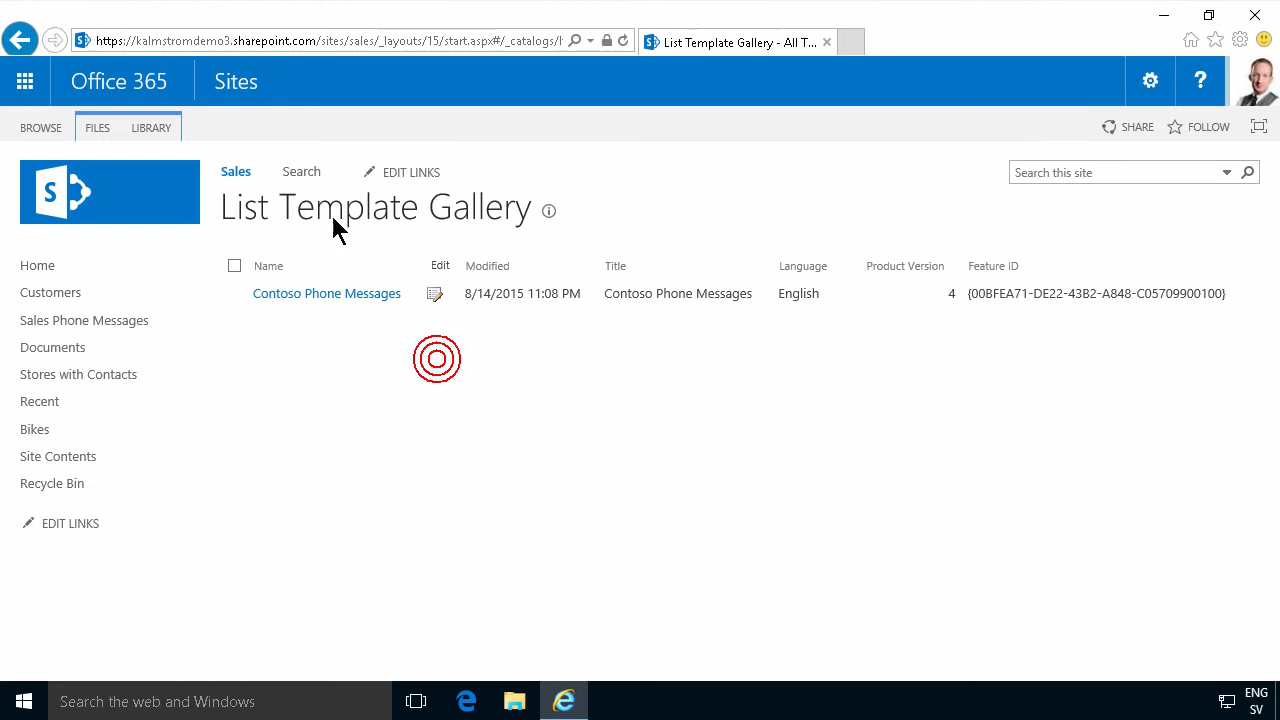 https://kalmstromdemo3.sharepoint.com/sites/sales/_layouts/15/start.aspx#/_catalogs/l
List Template Gallery - All T...
Office 365
Sites
?
BROWSE
FILES
LIBRARY
SHARE
FOLLOW
S
Sales
Search
EDIT LINKS
Search this site
List Template Gallery
Home
Customers
Sales Phone Messages
Documents
Stores with Contacts
Recent
Bikes
Site Contents
Recycle Bin
EDIT LINKS
Name Edit Modified Title Language Product Version Feature ID
Contoso Phone Messages 8/14/2015 11:08 PM Contoso Phone Messages English 4 {00BFEA71-DE22-43B2-A848-C05709900100}
Search the web and Windows
ENG
SV